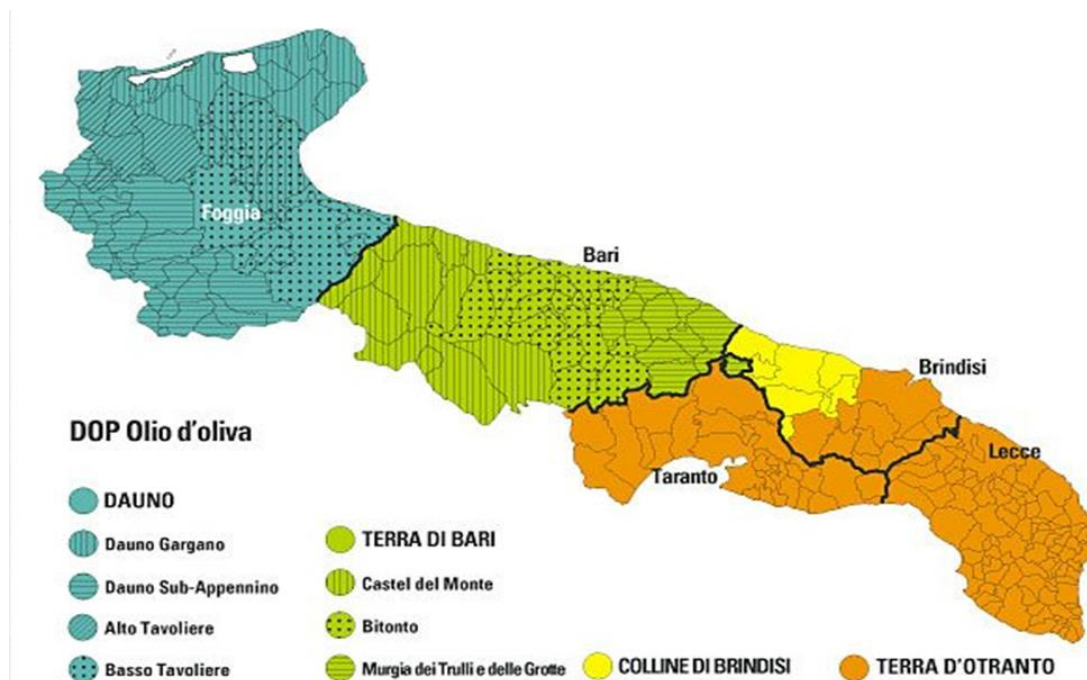 Foggia
Bari
Brindisi
Lecce
Taranto
DOP Olio d'oliva
DAUNO
Dauno Gargano
Dauno Sub-Appennino
Alto Tavoliere
Basso Tavoliere
TERRA DI BARI
Castel del Monte
Bitonto
Murgia dei Trulli e delle Grotte
COLLINE DI BRINDISI
TERRA D'OTRANTO